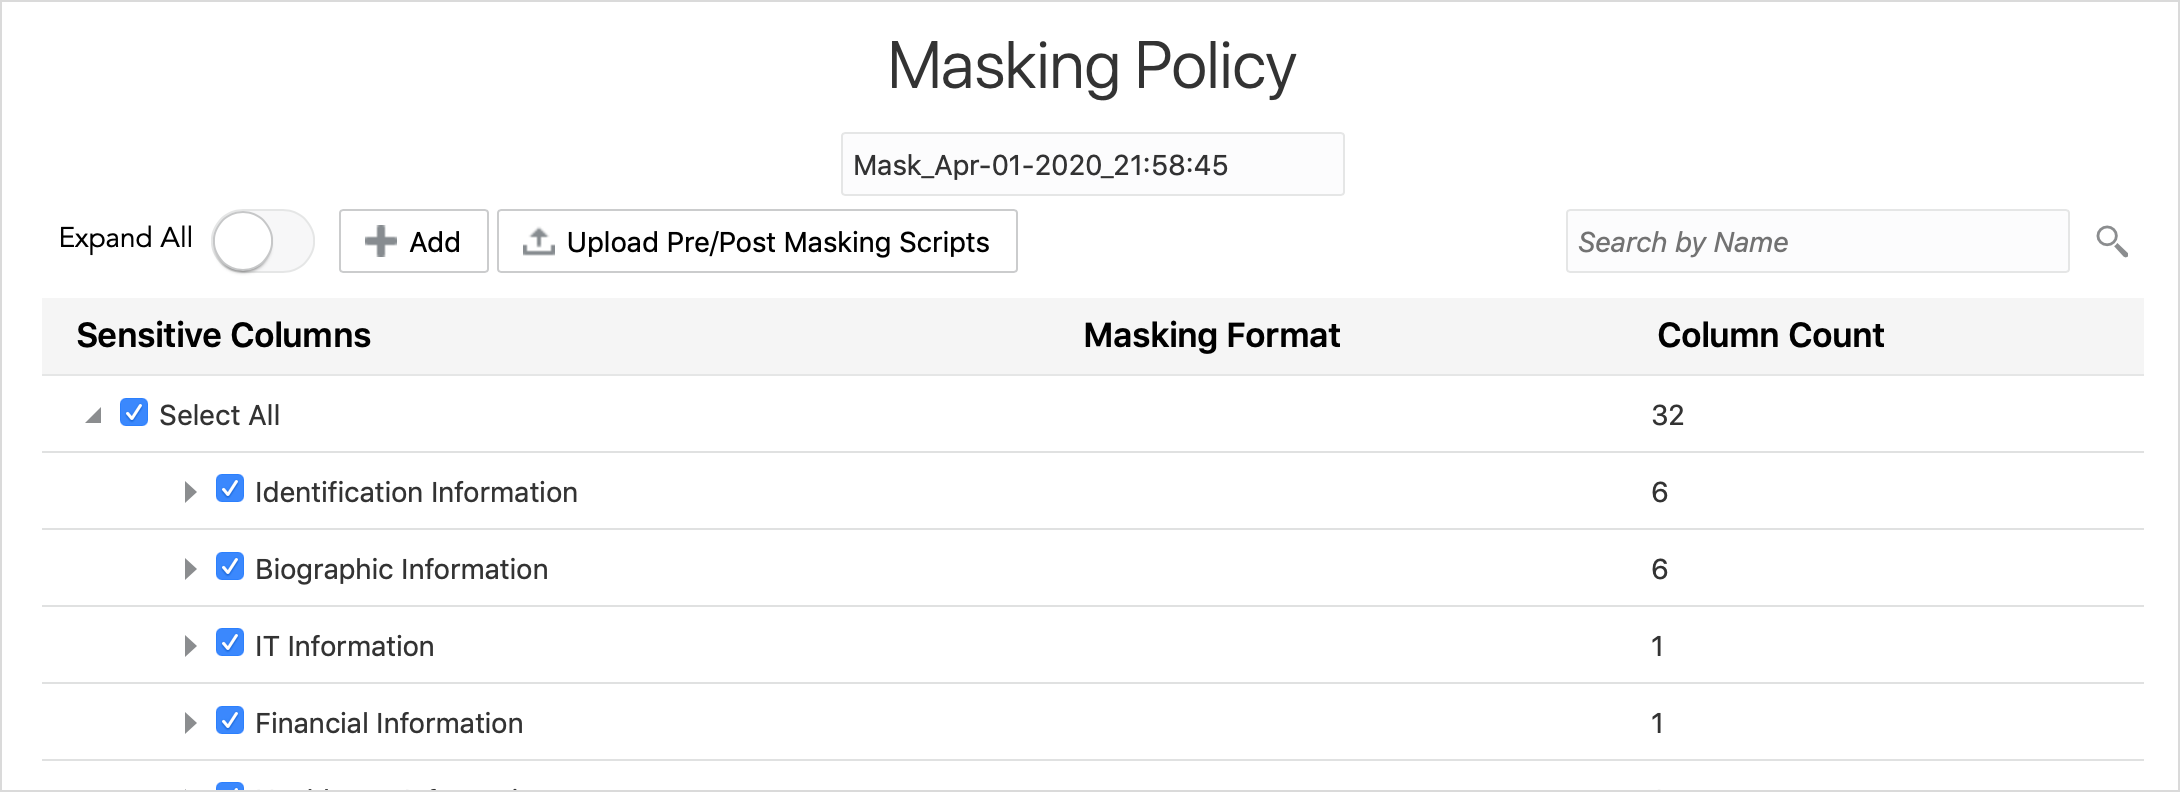 Masking Policy
Mask_Apr-01-2020_21:58:45
Expand All Add Upload Pre/Post Masking Scripts Search by Name
Sensitive Columns Masking Format Column Count
Select All 32
Identification Information 6
Biographic Information 6
IT Information 1
Financial Information 1